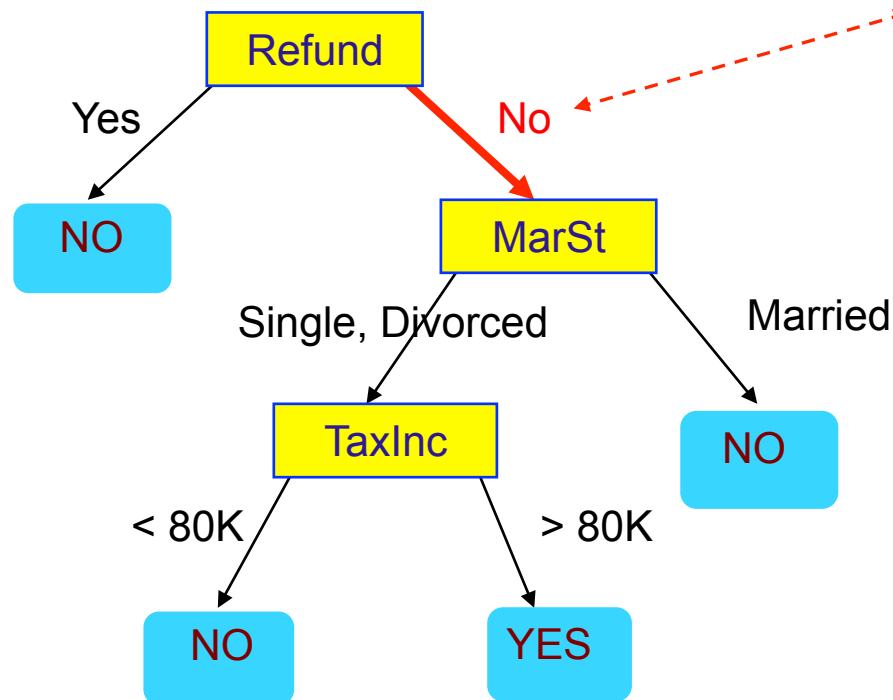 Refund
Yes
No
NO
MarSt
Single, Divorced
Married
TaxInc
NO
< 80K
> 80K
NO
YES